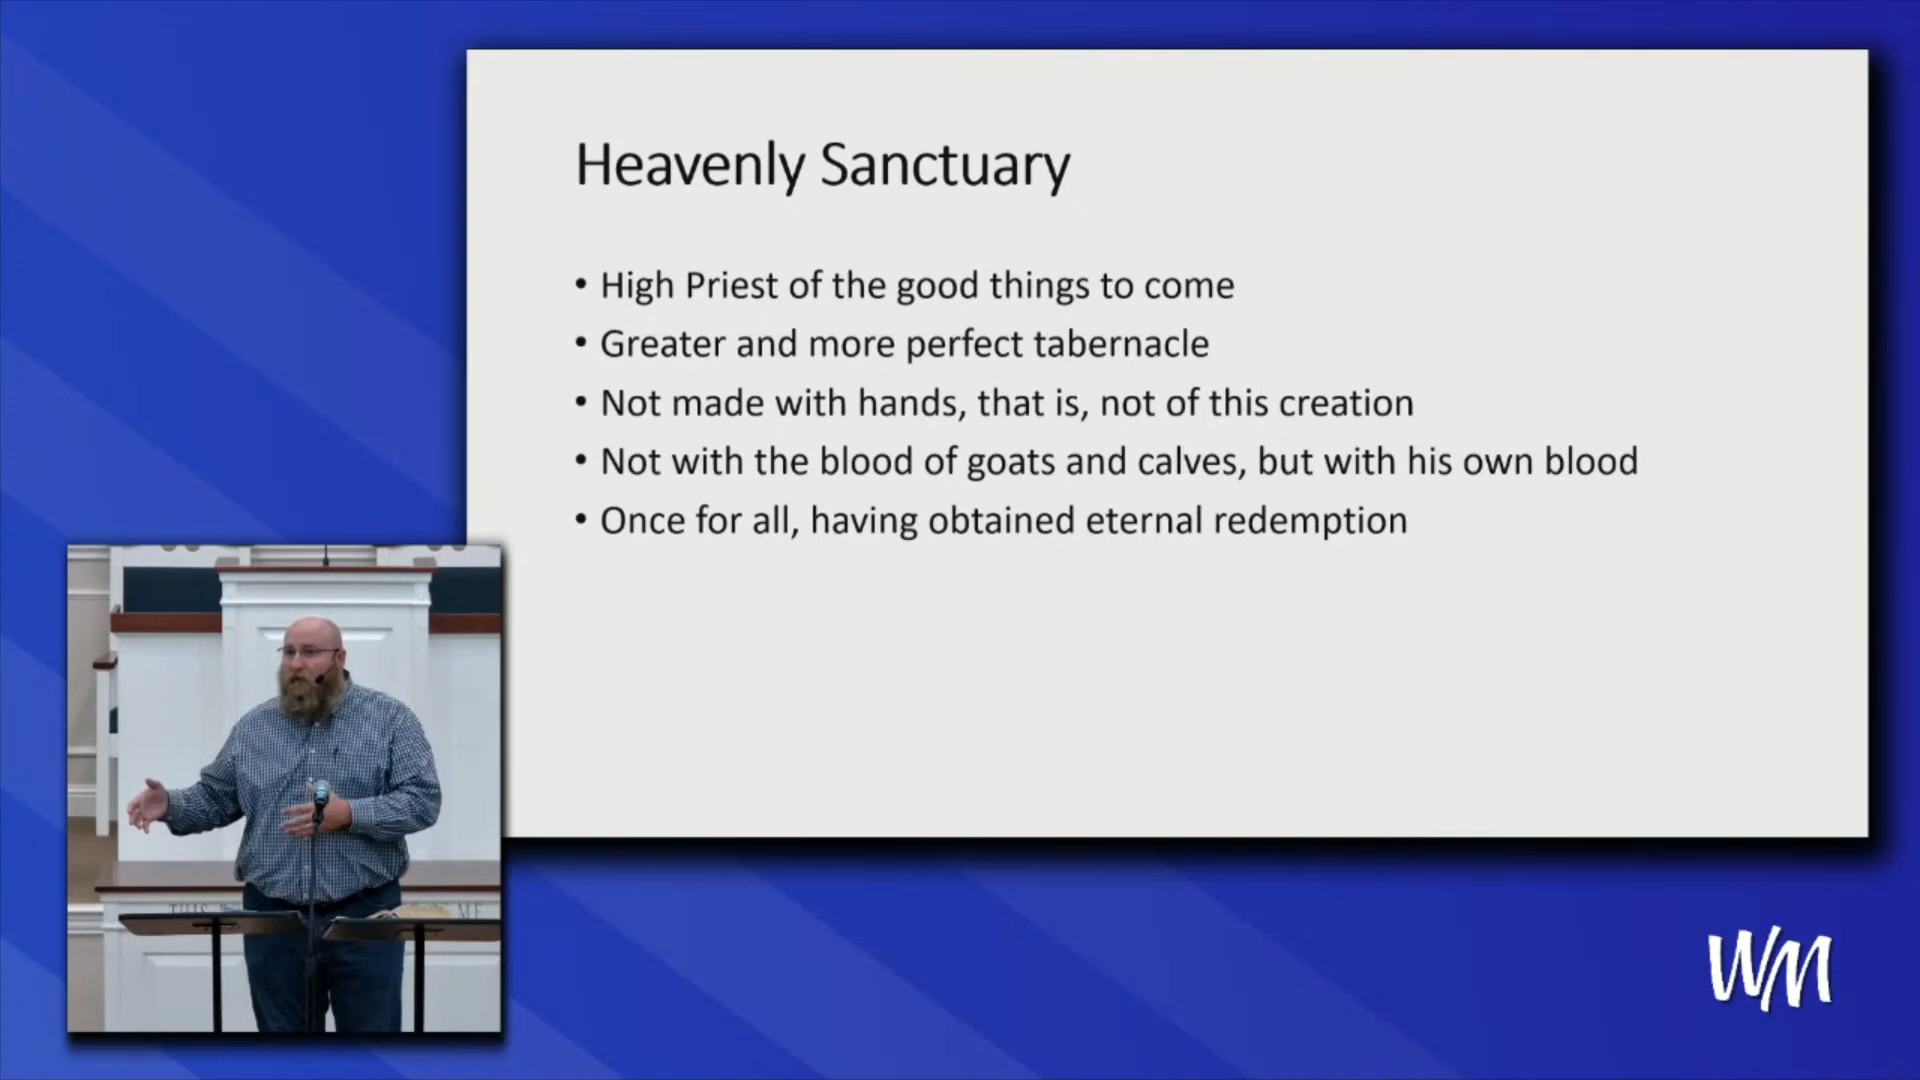 Heavenly Sanctuary
• High Priest of the good things to come
• Greater and more perfect tabernacle
• Not made with hands, that is, not of this creation
• Not with the blood of goats and calves, but with his own blood
• Once for all, having obtained eternal redemption
THIS
ME
WM